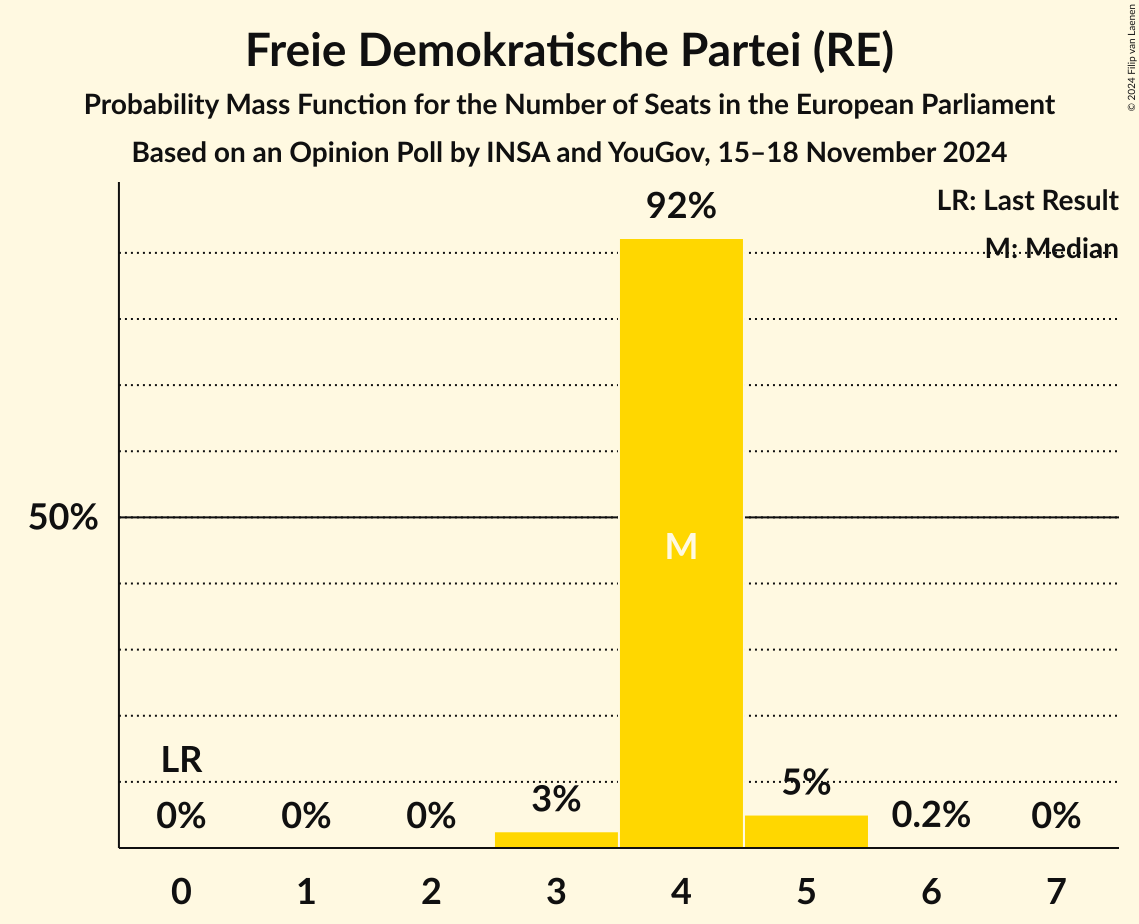 Freie Demokratische Partei (RE)
Probability Mass Function for the Number of Seats in the European Parliament
Based on an Opinion Poll by INSA and YouGov, 15–18 November 2024
© 2024 Filip van Laenen
LR: Last Result
M: Median
92%
50%
M
LR
0%
0%
0%
3%
5%
0.2%
0%
0 1 2 3 4 5 6 7